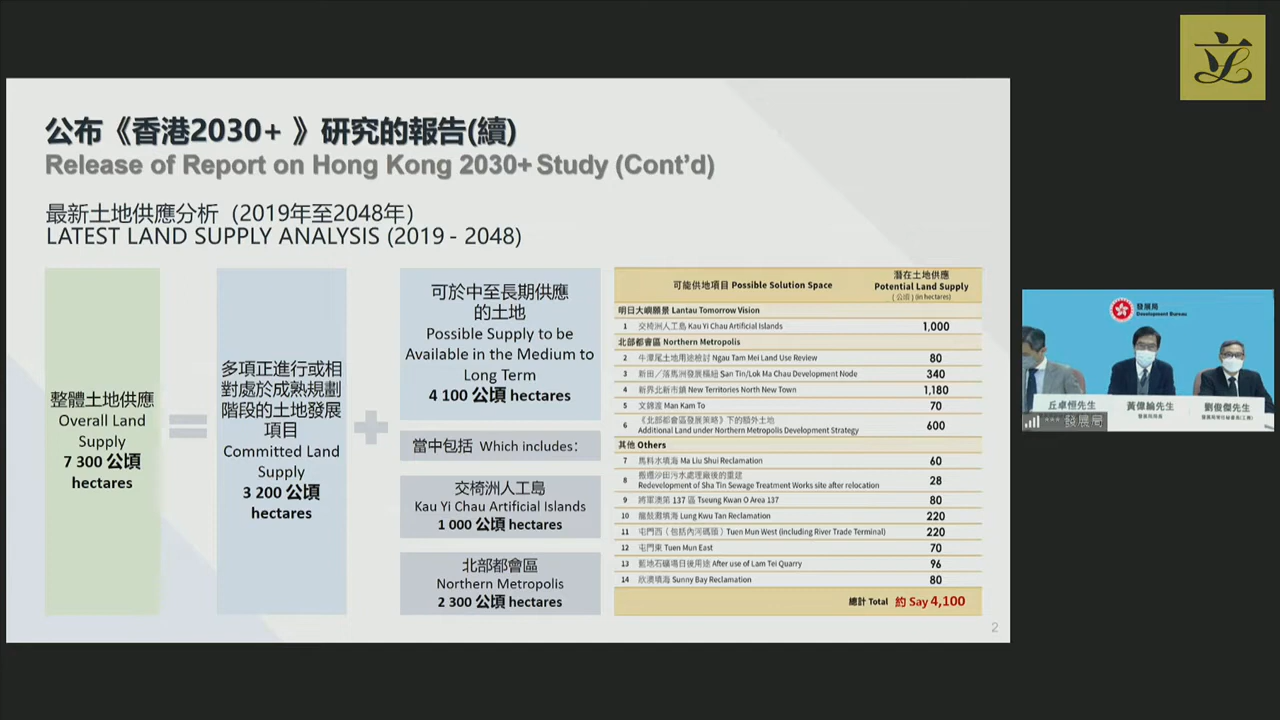 公布《香港2030+ 》研究的報告(續)
Release of Report on Hong Kong 2030+ Study (Cont'd)
最新土地供應分析 (2019年至2048年)
LATEST LAND SUPPLY ANALYSIS (2019 - 2048)
整體土地供應
Overall Land
Supply
7 300 公頃
hectares
多項正進行或相
對處於成熟規劃
階段的土地發展
項目
Committed Land
Supply
3 200 公頃
hectares
可於中至長期供應
的土地
Possible Supply to be
Available in the Medium to
Long Term
4 100 公頃 hectares
當中包括 Which includes:
交椅洲人工島
Kau Yi Chau Artificial Islands
1 000 公頃 hectares
北部都會區
Northern Metropolis
2 300 公頃 hectares
可能供地項目 Possible Solution Space
潛在土地供應
Potential Land Supply
(公頃) (in hectares)
明日大嶼願景 Lantau Tomorrow Vision
1 交椅洲人工島 Kau Yi Chau Artificial Islands 1,000
北部都會區 Northern Metropolis
2 牛潭尾土地用途檢討 Ngau Tam Mei Land Use Review 80
3 新田／落馬洲發展樞紐 San Tin/Lok Ma Chau Development Node 340
4 新界北新市鎮 New Territories North New Town 1,180
5 文錦渡 Man Kam To 70
6 《北部都會區發展策略》下的額外土地
Additional Land under Northern Metropolis Development Strategy 600
其他 Others
7 馬料水填海 Ma Liu Shui Reclamation 60
8 搬遷沙田污水處理廠後的重建
Redevelopment of Sha Tin Sewage Treatment Works site after relocation 28
9 將軍澳第 137 區 Tseung Kwan O Area 137 80
10 龍鼓灘填海 Lung Kwu Tan Reclamation 220
11 屯門西（包括內河碼頭）Tuen Mun West (including River Trade Terminal) 220
12 屯門東 Tuen Mun East 70
13 藍地石礦場日後用途 After use of Lam Tei Quarry 96
14 欣澳填海 Sunny Bay Reclamation 80
總計 Total 約 Say 4,100
2
發展局
Development Bureau
丘卓恒先生
黃偉綸先生
發展局局長
劉俊傑先生
發展局